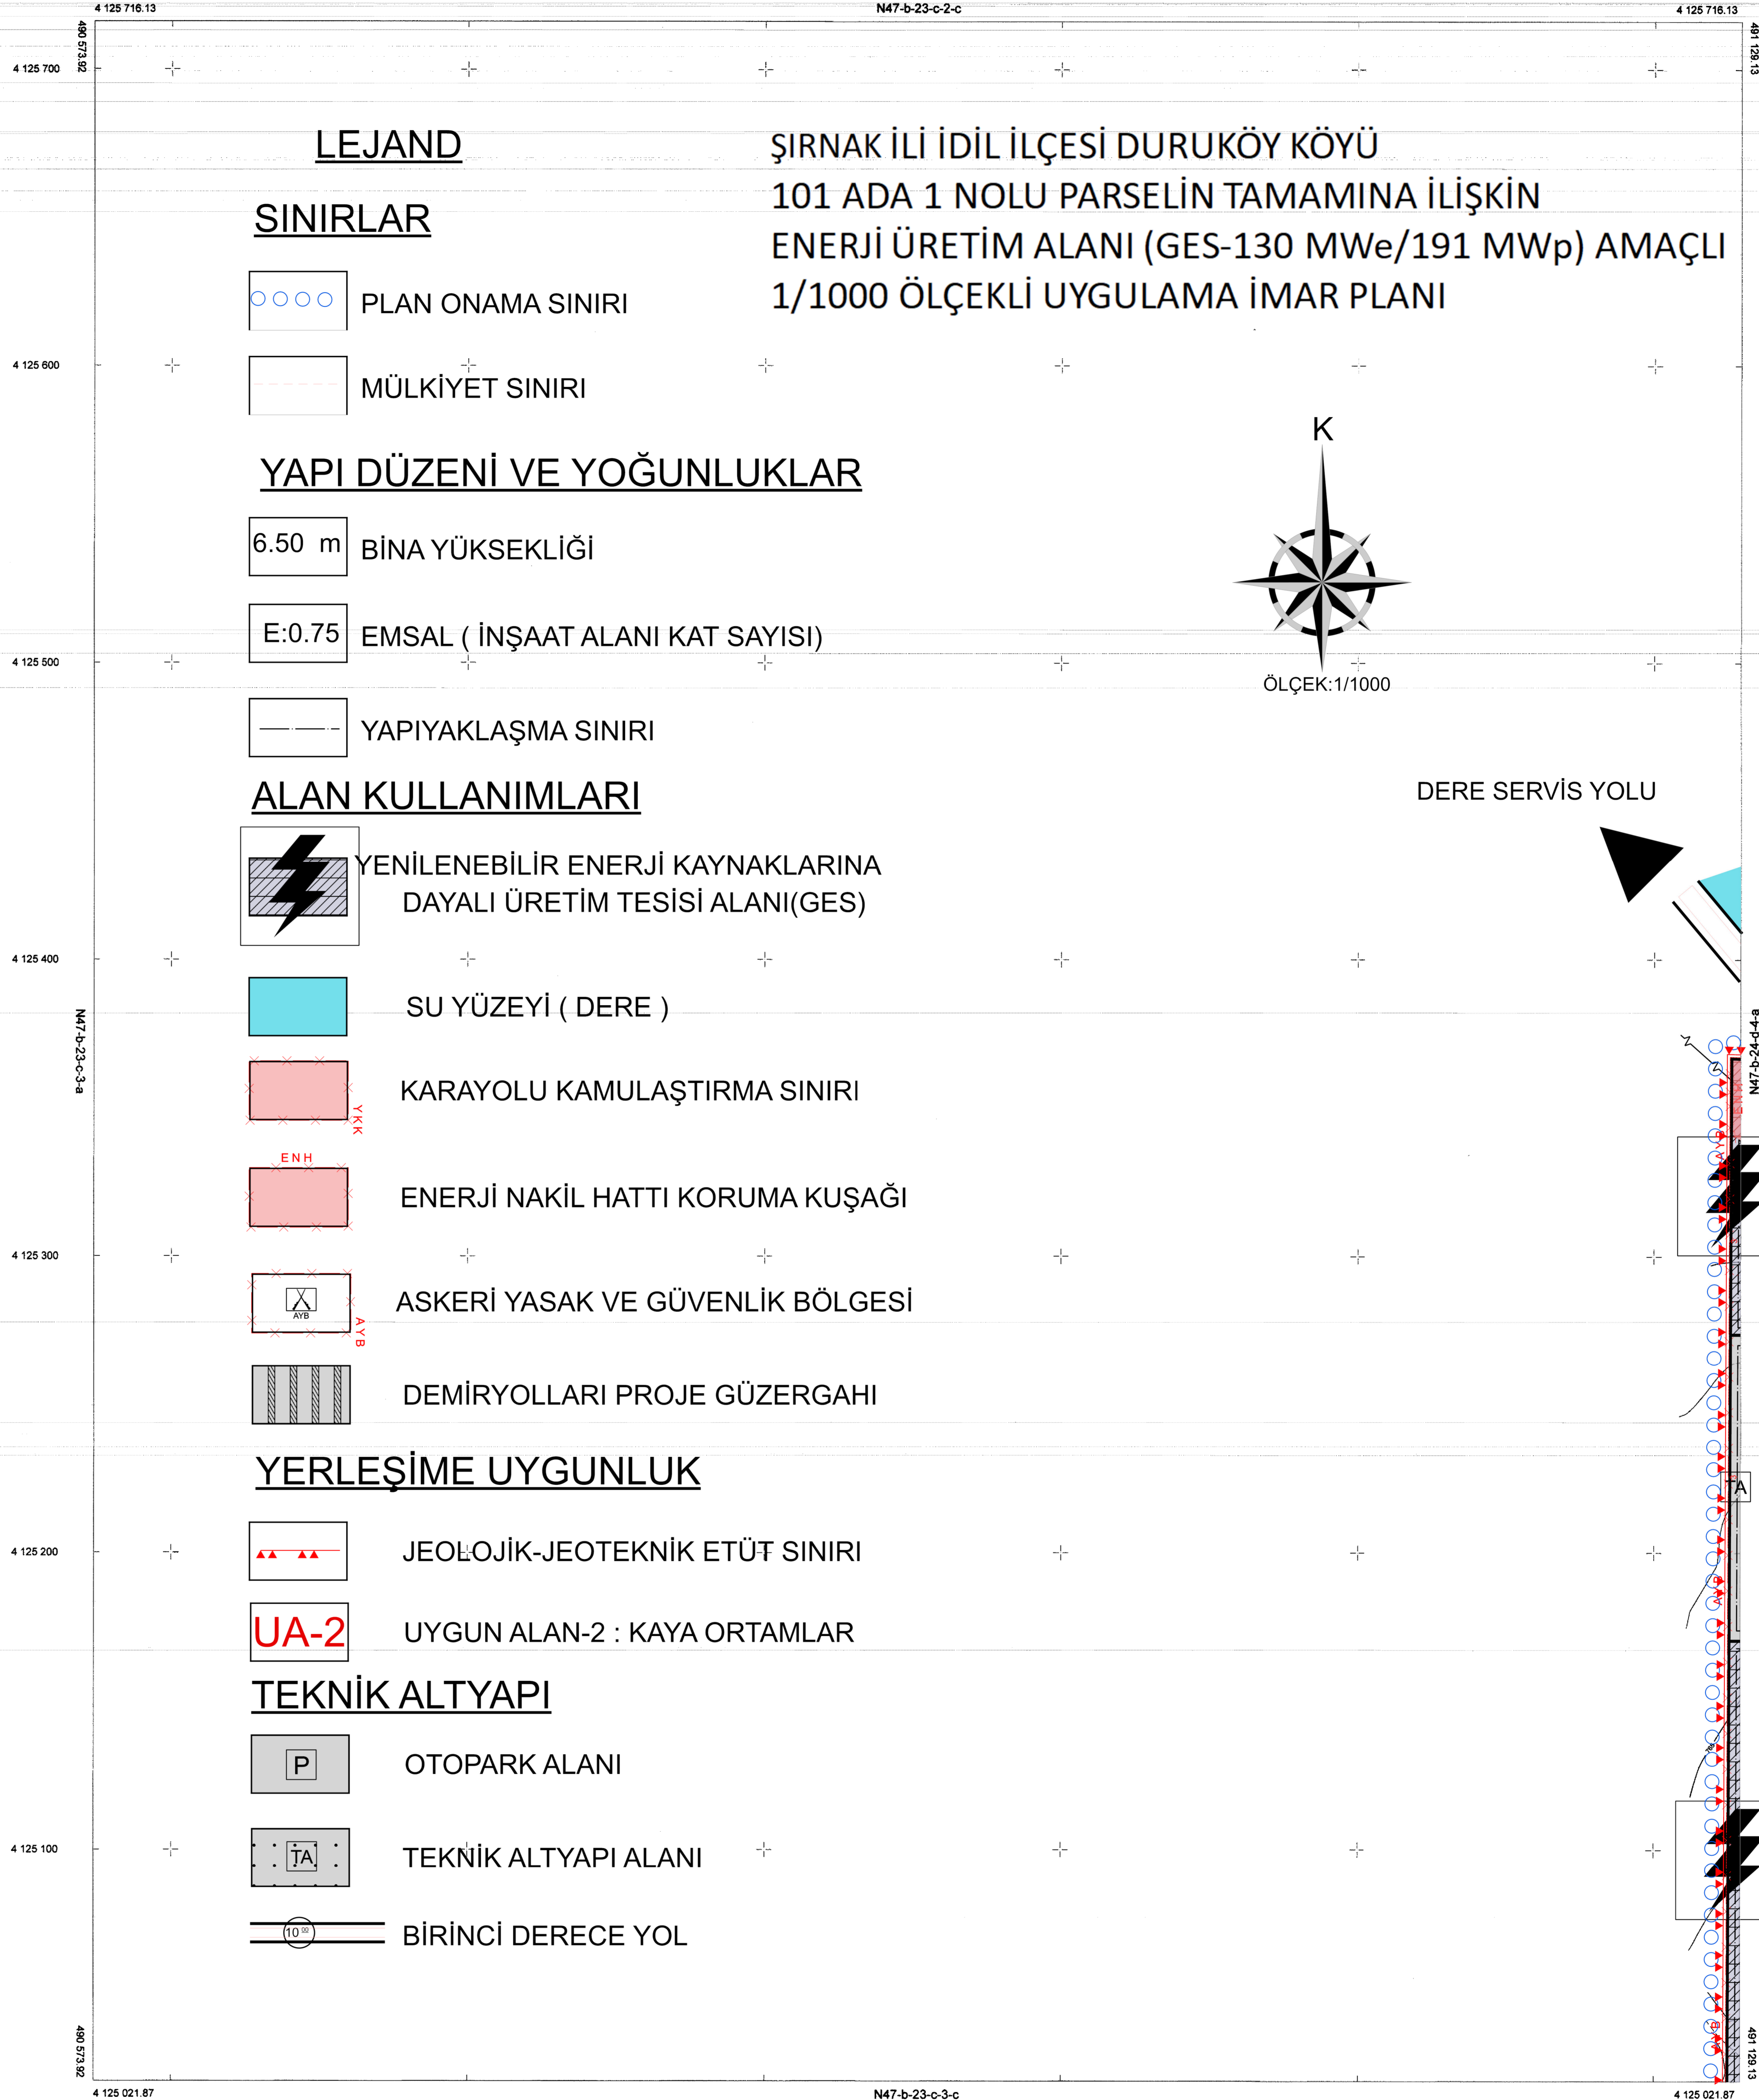 4 125 716.13
N47-b-23-c-2-c
4 125 716.13
490 573.92
491 129.13
4 125 700
LEJAND
ŞIRNAK İLİ İDİL İLÇESİ DURUKÖY KÖYÜ
101 ADA 1 NOLU PARSELİN TAMAMINA İLİŞKİN
ENERJİ ÜRETİM ALANI (GES-130 MWe/191 MWp) AMAÇLI
1/1000 ÖLÇEKLİ UYGULAMA İMAR PLANI
SINIRLAR
PLAN ONAMA SINIRI
4 125 600
MÜLKİYET SINIRI
K
YAPI DÜZENİ VE YOĞUNLUKLAR
6.50 m BİNA YÜKSEKLİĞİ
E:0.75 EMSAL ( İNŞAAT ALANI KAT SAYISI)
4 125 500
ÖLÇEK:1/1000
YAPIYAKLAŞMA SINIRI
ALAN KULLANIMLARI
DERE SERVİS YOLU
YENİLENEBİLİR ENERJİ KAYNAKLARINA
DAYALI ÜRETİM TESİSİ ALANI(GES)
4 125 400
SU YÜZEYİ ( DERE )
N47-b-23-c-3-a
N47-b-24-d-4-a
KARAYOLU KAMULAŞTIRMA SINIRI
YKK
ENH
AYB
ENERJİ NAKİL HATTI KORUMA KUŞAĞI
4 125 300
AYB
ASKERİ YASAK VE GÜVENLİK BÖLGESİ
AYB
DEMİRYOLLARI PROJE GÜZERGAHI
YERLEŞİME UYGUNLUK
TA
4 125 200
JEOLOJİK-JEOTEKNİK ETÜT SINIRI
AYB
UA-2 UYGUN ALAN-2 : KAYA ORTAMLAR
TEKNİK ALTYAPI
P OTOPARK ALANI
4 125 100
TA TEKNİK ALTYAPI ALANI
10 00 BİRİNCİ DERECE YOL
AYB
490 573.92
491 129.13
4 125 021.87
N47-b-23-c-3-c
4 125 021.87